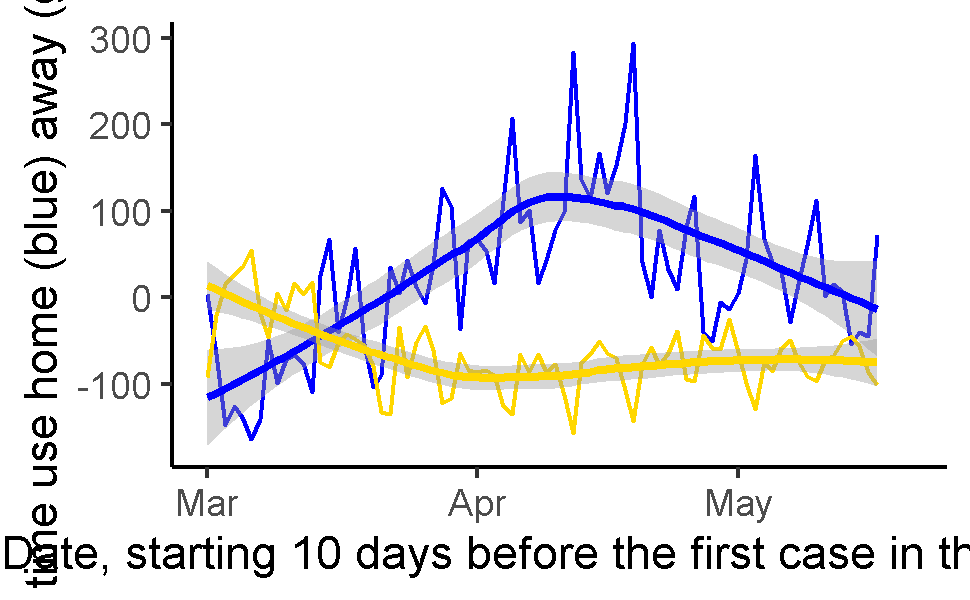 time use home (blue) away (
300
200
100
0
-100
Mar Apr May
Date, starting 10 days before the first case in th